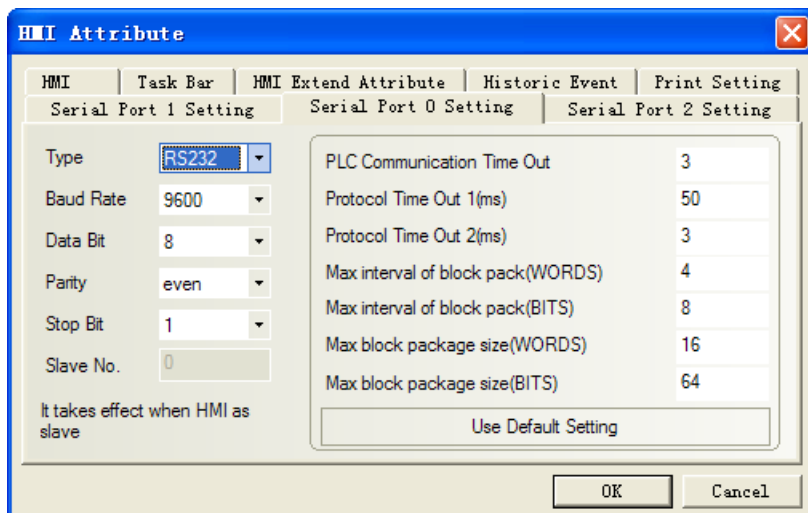 HMI Attribute
HMI
Task Bar
HMI Extend Attribute
Historic Event
Print Setting
Serial Port 1 Setting
Serial Port 0 Setting
Serial Port 2 Setting
Type RS232
Baud Rate 9600
Data Bit 8
Parity even
Stop Bit 1
Slave No. 0
It takes effect when HMI as
slave
PLC Communication Time Out 3
Protocol Time Out 1(ms) 50
Protocol Time Out 2(ms) 3
Max interval of block pack(WORDS) 4
Max interval of block pack(BITS) 8
Max block package size(WORDS) 16
Max block package size(BITS) 64
Use Default Setting
OK
Cancel